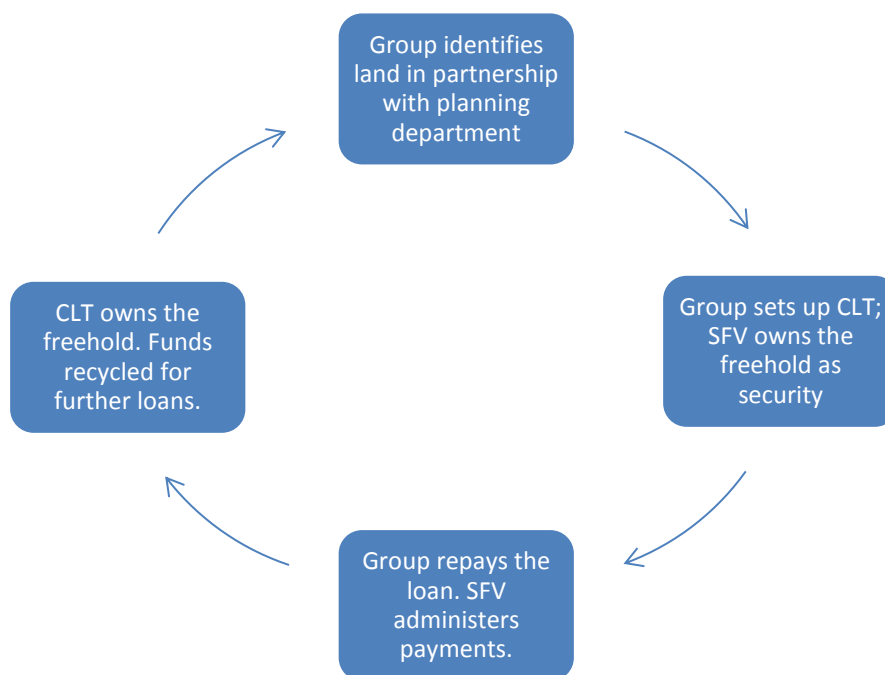 Group identifies
land in partnership
with planning
department
Group sets up CLT;
SFV owns the
freehold as
security
Group repays the
loan. SFV
administers
payments.
CLT owns the
freehold. Funds
recycled for
further loans.